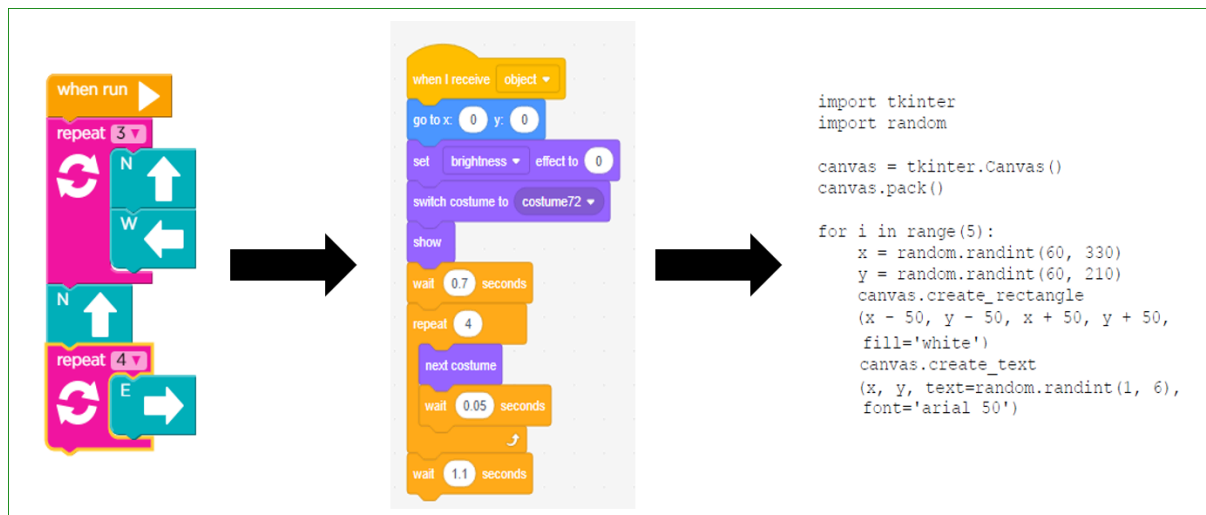 when run
repeat 3
N
W
N
repeat 4
E
when I receive object
go to x: 0 y: 0
set brightness effect to 0
switch costume to costume72
show
wait 0.7 seconds
repeat 4
next costume
wait 0.05 seconds
wait 1.1 seconds
import tkinter
import random
canvas = tkinter.Canvas()
canvas.pack()
for i in range(5):
x = random.randint(60, 330)
y = random.randint(60, 210)
canvas.create_rectangle
(x - 50, y - 50, x + 50, y + 50,
fill='white')
canvas.create_text
(x, y, text=random.randint(1, 6),
font='arial 50')